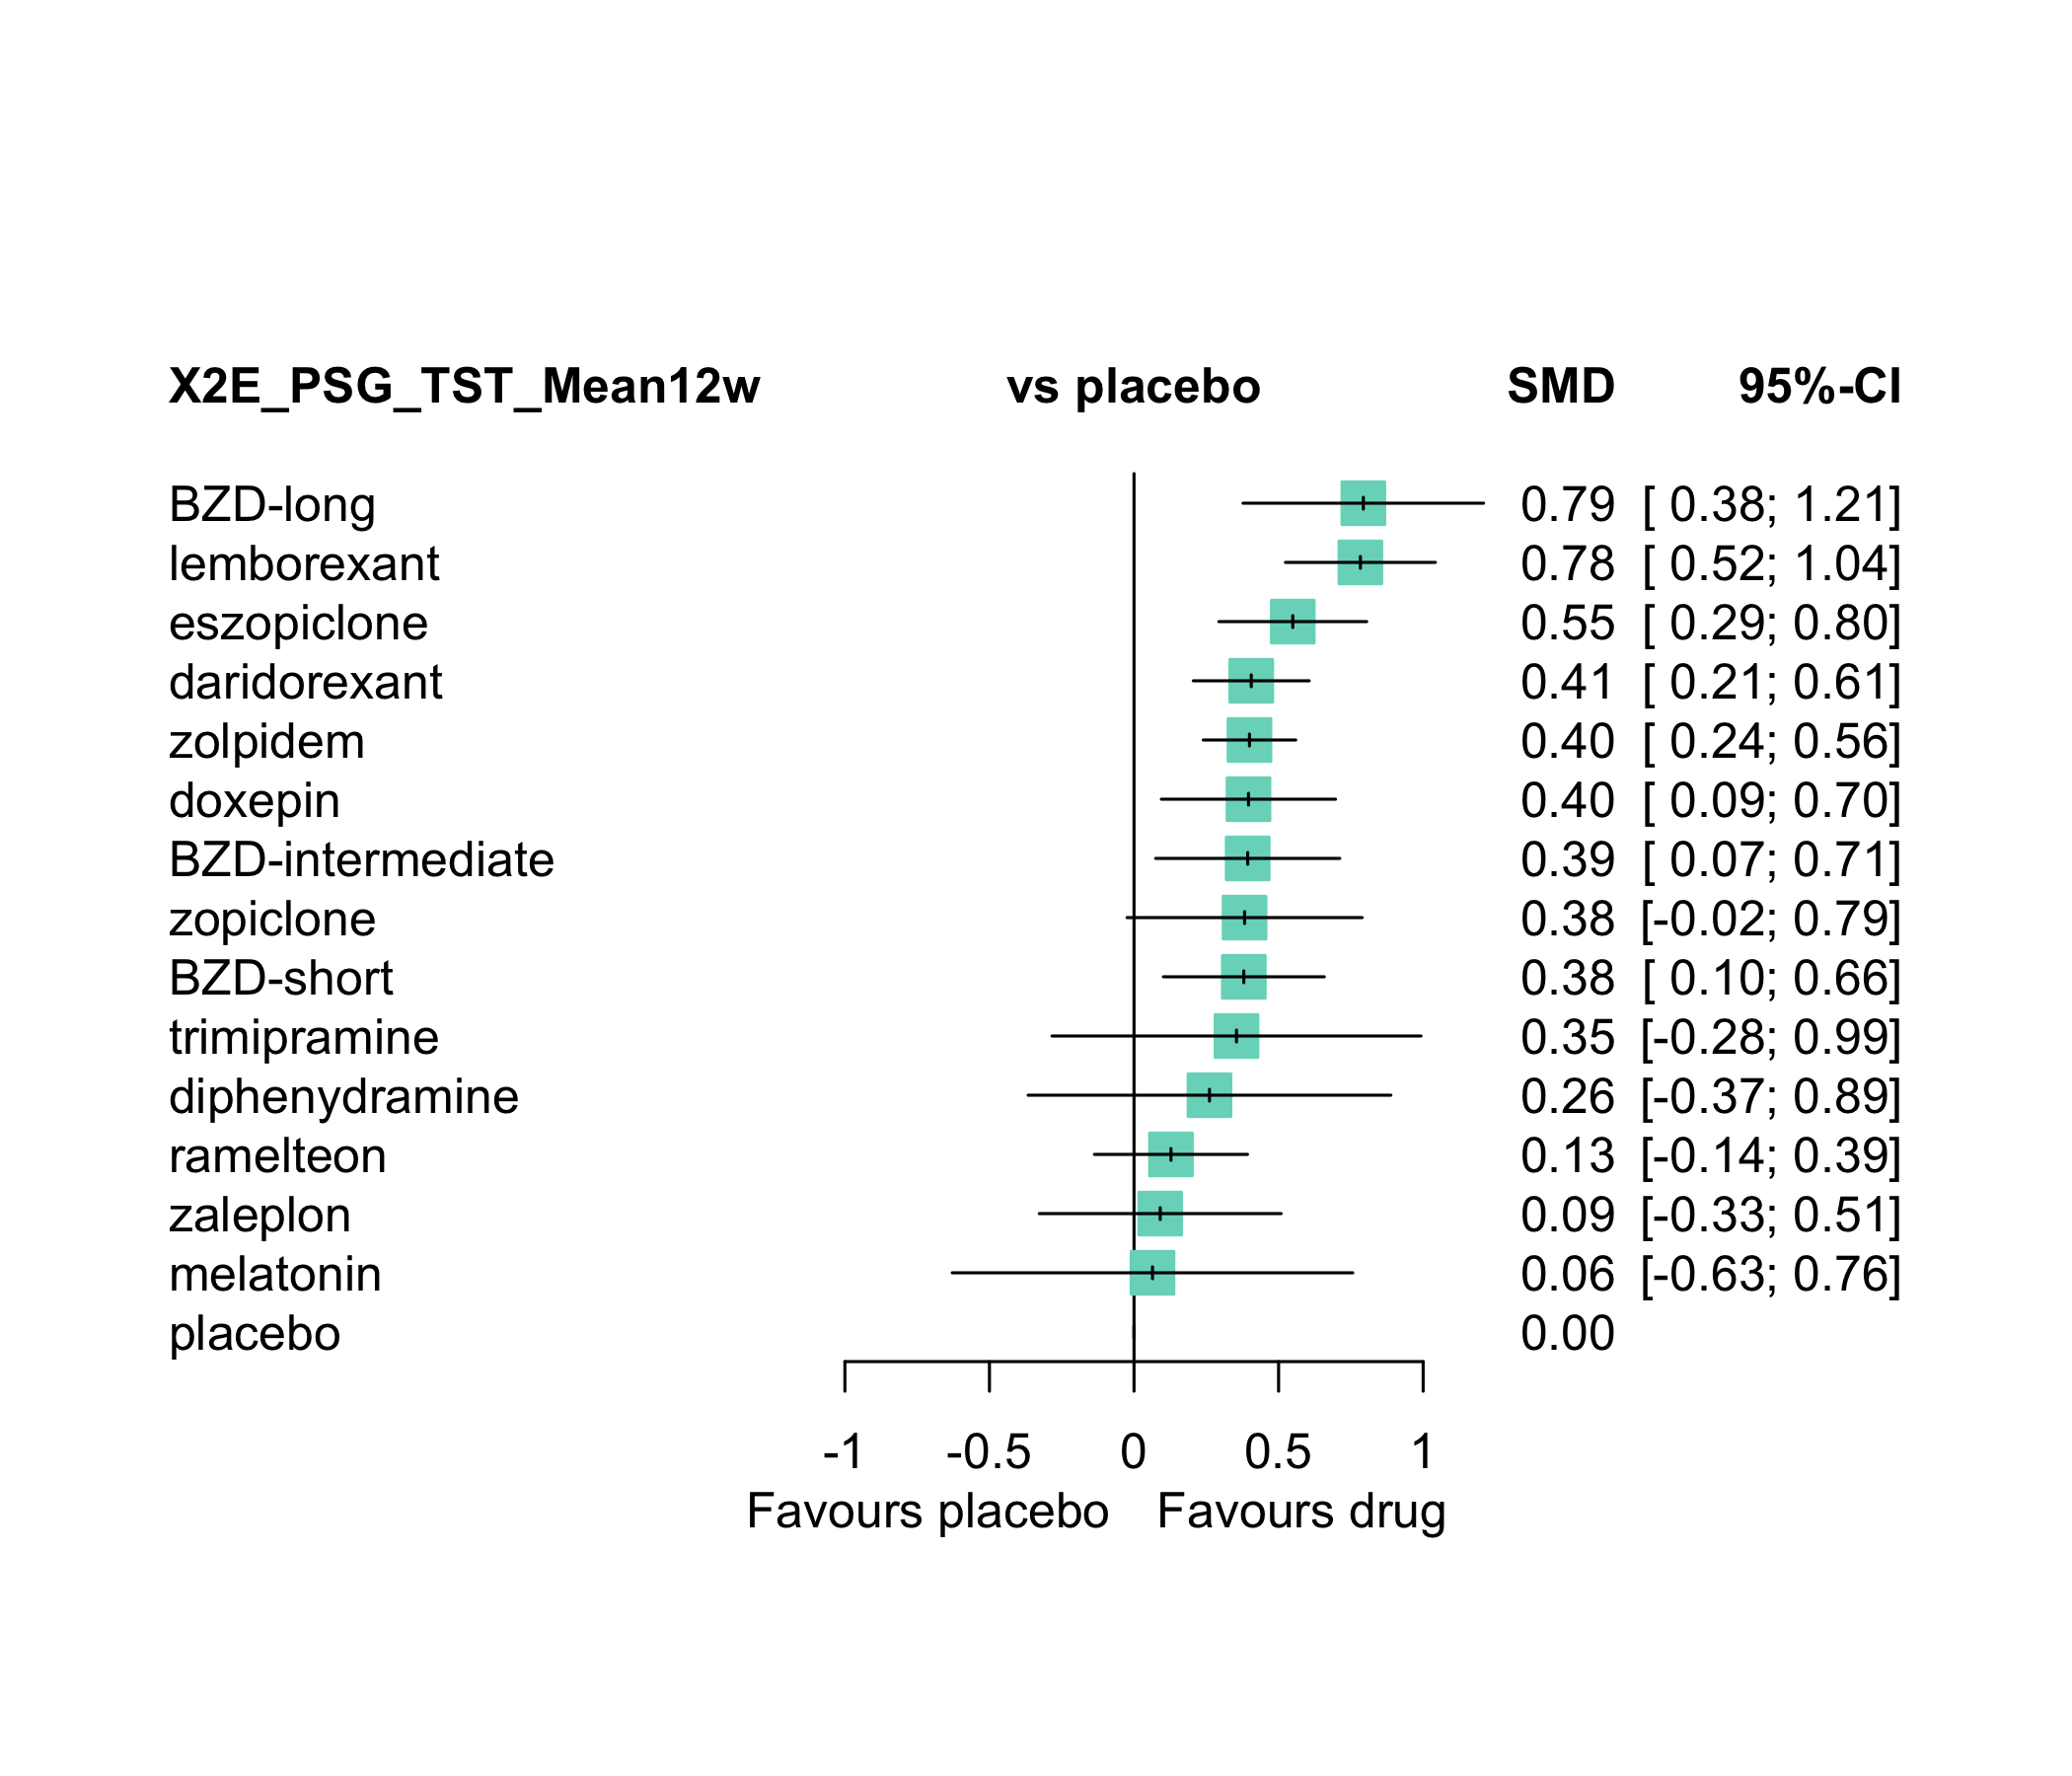 X2E_PSG_TST_Mean12w vs placebo SMD 95%-CI
BZD-long 0.79 [ 0.38; 1.21]
lemborexant 0.78 [ 0.52; 1.04]
eszopiclone 0.55 [ 0.29; 0.80]
daridorexant 0.41 [ 0.21; 0.61]
zolpidem 0.40 [ 0.24; 0.56]
doxepin 0.40 [ 0.09; 0.70]
BZD-intermediate 0.39 [ 0.07; 0.71]
zopiclone 0.38 [-0.02; 0.79]
BZD-short 0.38 [ 0.10; 0.66]
trimipramine 0.35 [-0.28; 0.99]
diphenydramine 0.26 [-0.37; 0.89]
ramelteon 0.13 [-0.14; 0.39]
zaleplon 0.09 [-0.33; 0.51]
melatonin 0.06 [-0.63; 0.76]
placebo 0.00
-1 -0.5 0 0.5 1
Favours placebo Favours drug